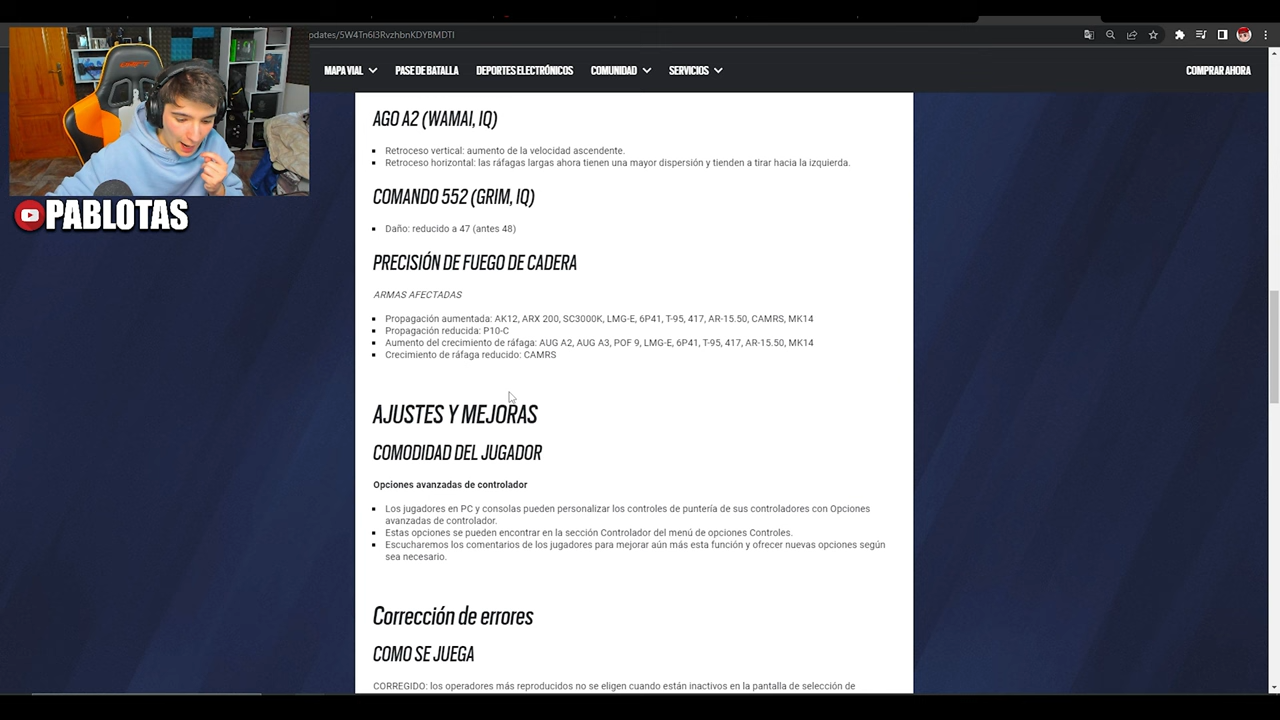 pdates/5W4Tn6I3RvzhbnKDYBMDTI
MAPA VIAL PASE DE BATALLA DEPORTES ELECTRÓNICOS COMUNIDAD SERVICIOS COMPRAR AHORA
PABLOTAS
AGO A2 (WAMAI, IQ)
Retroceso vertical: aumento de la velocidad ascendente.
Retroceso horizontal: las ráfagas largas ahora tienen una mayor dispersión y tienden a tirar hacia la izquierda.
COMANDO 552 (GRIM, IQ)
Daño: reducido a 47 (antes 48)
PRECISIÓN DE FUEGO DE CADERA
ARMAS AFECTADAS
Propagación aumentada: AK12, ARX 200, SC3000K, LMG-E, 6P41, T-95, 417, AR-15.50, CAMRS, MK14
Propagación reducida: P10-C
Aumento del crecimiento de ráfaga: AUG A2, AUG A3, POF 9, LMG-E, 6P41, T-95, 417, AR-15.50, MK14
Crecimiento de ráfaga reducido: CAMRS
AJUSTES Y MEJORAS
COMODIDAD DEL JUGADOR
Opciones avanzadas de controlador
Los jugadores en PC y consolas pueden personalizar los controles de puntería de sus controladores con Opciones
avanzadas de controlador.
Estas opciones se pueden encontrar en la sección Controlador del menú de opciones Controles.
Escucharemos los comentarios de los jugadores para mejorar aún más esta función y ofrecer nuevas opciones según
sea necesario.
Corrección de errores
COMO SE JUEGA
CORREGIDO: los operadores más reproducidos no se eligen cuando están inactivos en la pantalla de selección de